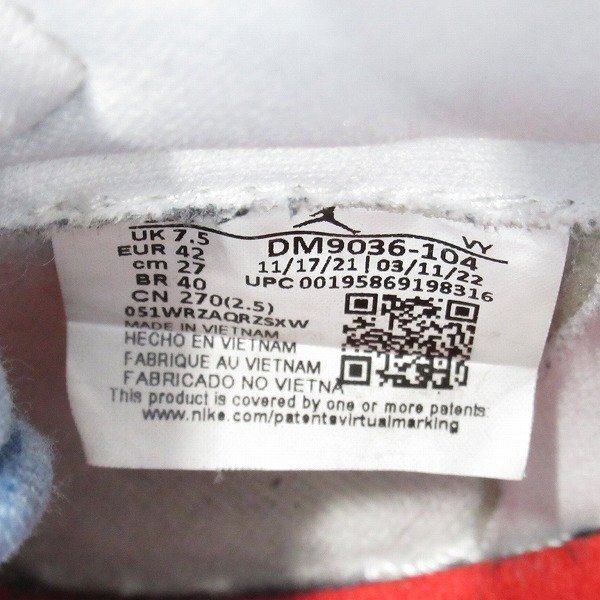 UK 7.5
EUR 42
cm 27
BR 40
CN 270(2.5)
051WRZAQRZSXW
VY
DM9036-104
11/17/21 | 03/11/22
UPC 00195869198316
MADE IN VIETNAM
HECHO EN VIETNAM
FABRIQUE AU VIETNAM
FABRICADO NO VIETNA
This product is covered by one or more patents:
www.nike.com/patentsvirtualmarking